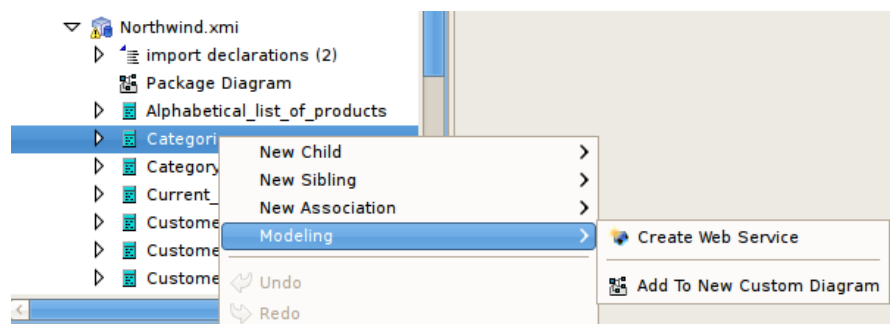 Northwind.xmi
import declarations (2)
Package Diagram
Alphabetical_list_of_products
Categori
Category
Current_
Custome
Custome
Custome
New Child
New Sibling
New Association
Modeling
Undo
Redo
Create Web Service
Add To New Custom Diagram